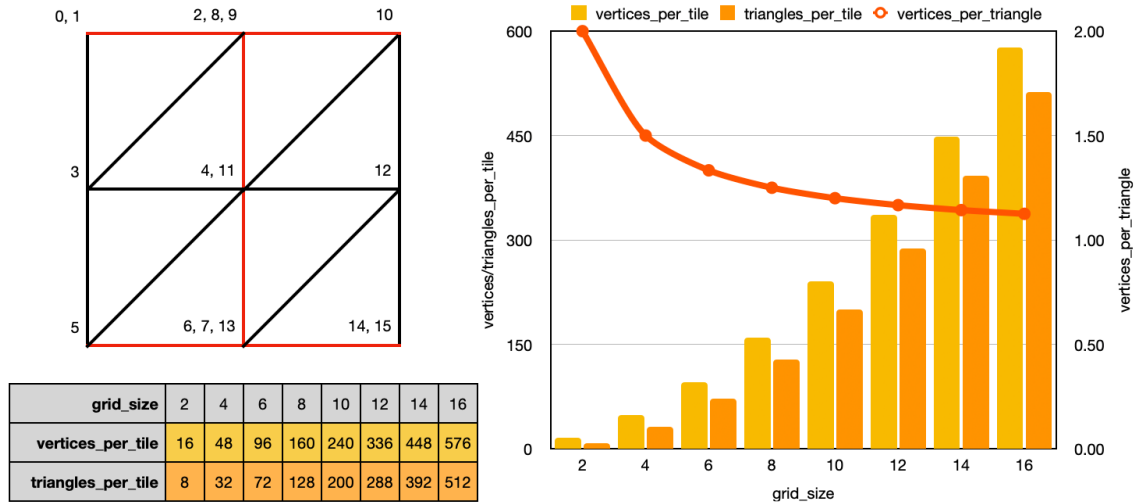 0, 1
2, 8, 9
10
3
4, 11
12
5
6, 7, 13
14, 15
grid_size 2 4 6 8 10 12 14 16
vertices_per_tile 16 48 96 160 240 336 448 576
triangles_per_tile 8 32 72 128 200 288 392 512
vertices_per_tile triangles_per_tile vertices_per_triangle
600
450
300
150
0
vertices/triangles_per_tile
2.00
1.50
1.00
0.50
0.00
vertices_per_triangle
2 4 6 8 10 12 14 16
grid_size